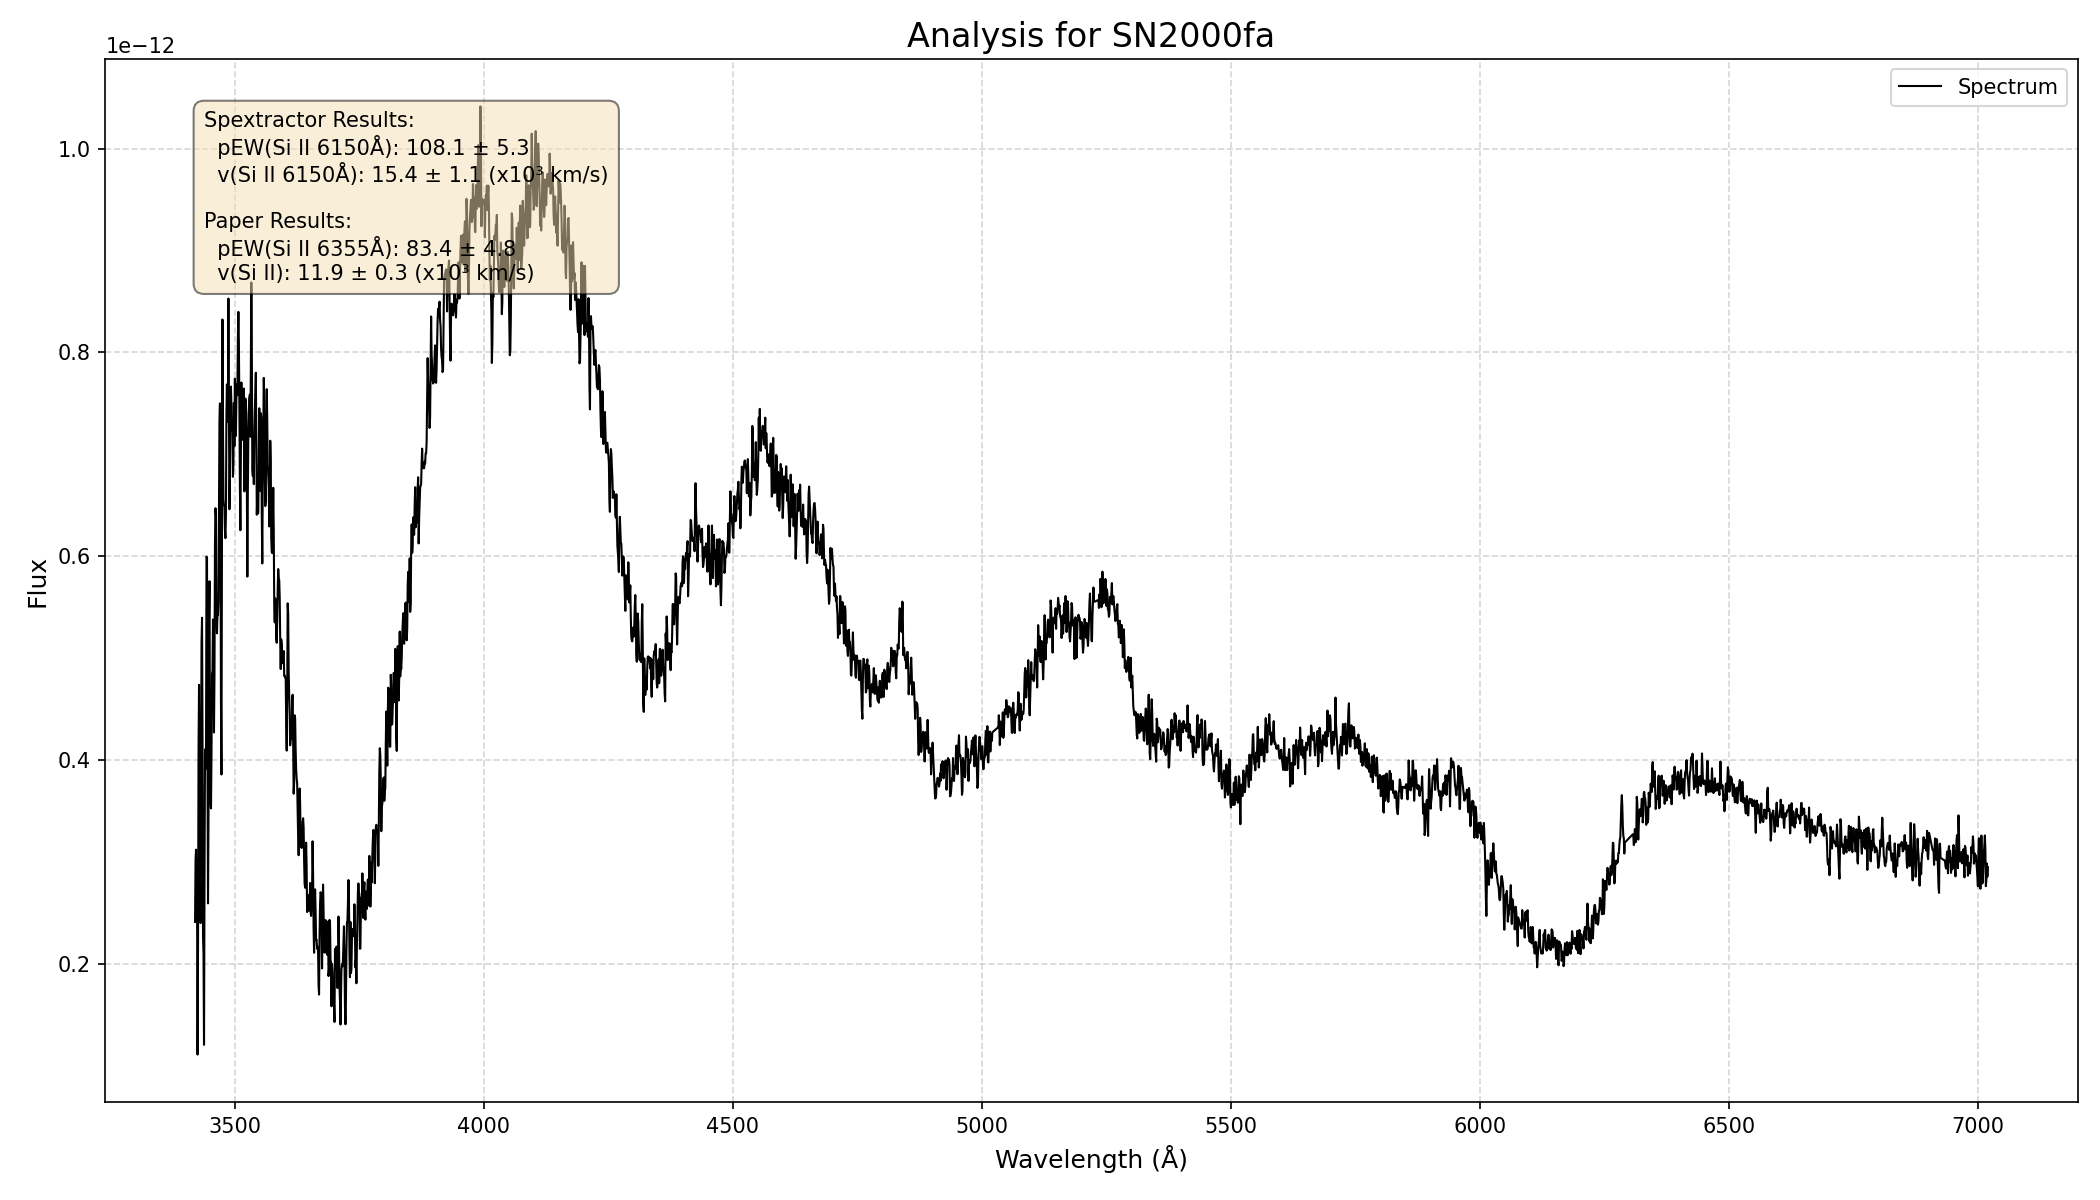 Analysis for SN2000fa
1e−12
Spectrum
Spextractor Results:
pEW(Si II 6150Å): 108.1 ± 5.3
v(Si II 6150Å): 15.4 ± 1.1 (x10³ km/s)
Paper Results:
pEW(Si II 6355Å): 83.4 ± 4.8
v(Si II): 11.9 ± 0.3 (x10³ km/s)
1.0
0.8
0.6
0.4
0.2
Flux
3500 4000 4500 5000 5500 6000 6500 7000
Wavelength (Å)